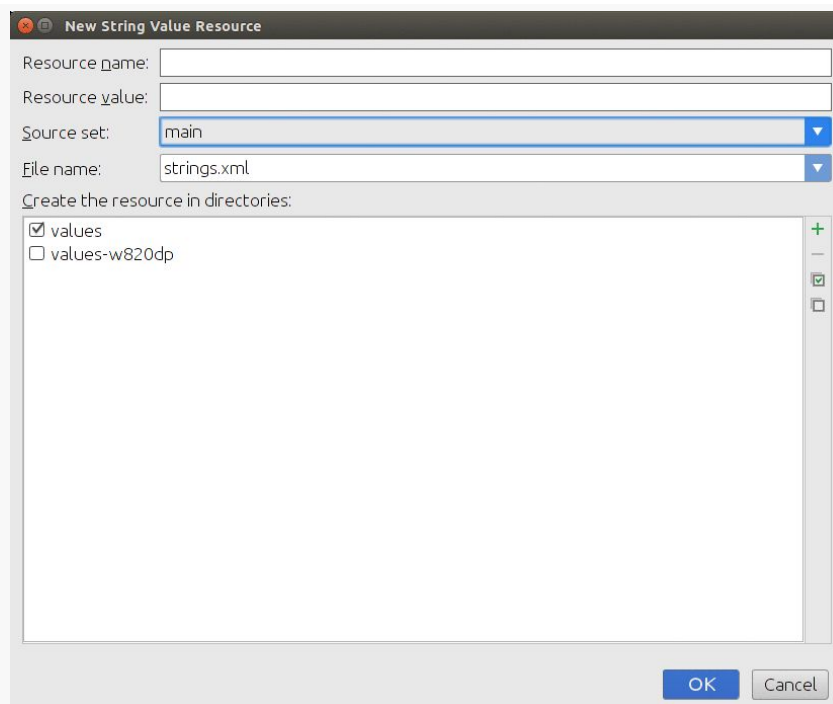 New String Value Resource
Resource name:
Resource value:
Source set: main
File name: strings.xml
Create the resource in directories:
values
values-w820dp
OK Cancel